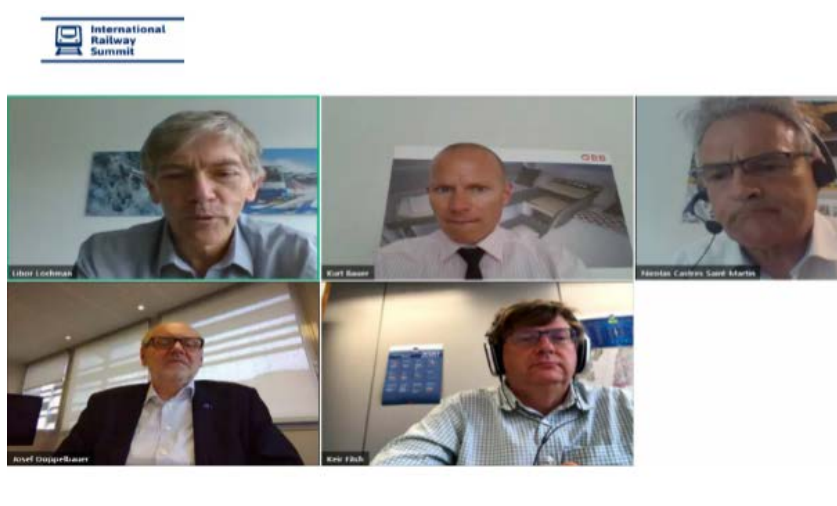 International
Railway
Summit
ÖBB
Libor Lochman
Kurt Bauer
Nicolas Castres Saint-Martin
Josef Doppelbauer
Keir Fitch